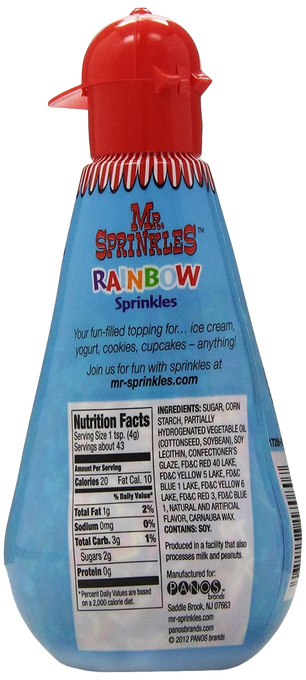 MR.
SPRINKLES™
RAINBOW
Sprinkles
Your fun-filled topping for... ice cream,
yogurt, cookies, cupcakes – anything!
Join us for fun with sprinkles at
mr-sprinkles.com
Nutrition Facts
Serving Size 1 tsp. (4g)
Servings about 43
Amount Per Serving
Calories 20 Fat Cal. 10
% Daily Value*
Total Fat 1g 2%
Sodium 0mg 0%
Total Carb. 3g 1%
Sugars 2g
Protein 0g
*Percent Daily Values are based
on a 2,000 calorie diet.
INGREDIENTS: SUGAR, CORN
STARCH, PARTIALLY
HYDROGENATED VEGETABLE OIL
(COTTONSEED, SOYBEAN), SOY
LECITHIN, CONFECTIONER'S
GLAZE, FD&C RED 40 LAKE,
FD&C YELLOW 5 LAKE, FD&C
BLUE 1 LAKE, FD&C YELLOW 6
LAKE, FD&C RED 3, FD&C BLUE
1, NATURAL AND ARTIFICIAL
FLAVOR, CARNAUBA WAX.
CONTAINS: SOY.
Produced in a facility that also
processes milk and peanuts.
Manufactured for:
PANOS
brands
Saddle Brook, NJ 07663
mr-sprinkles.com
panosbrands.com
© 2012 PANOS brands